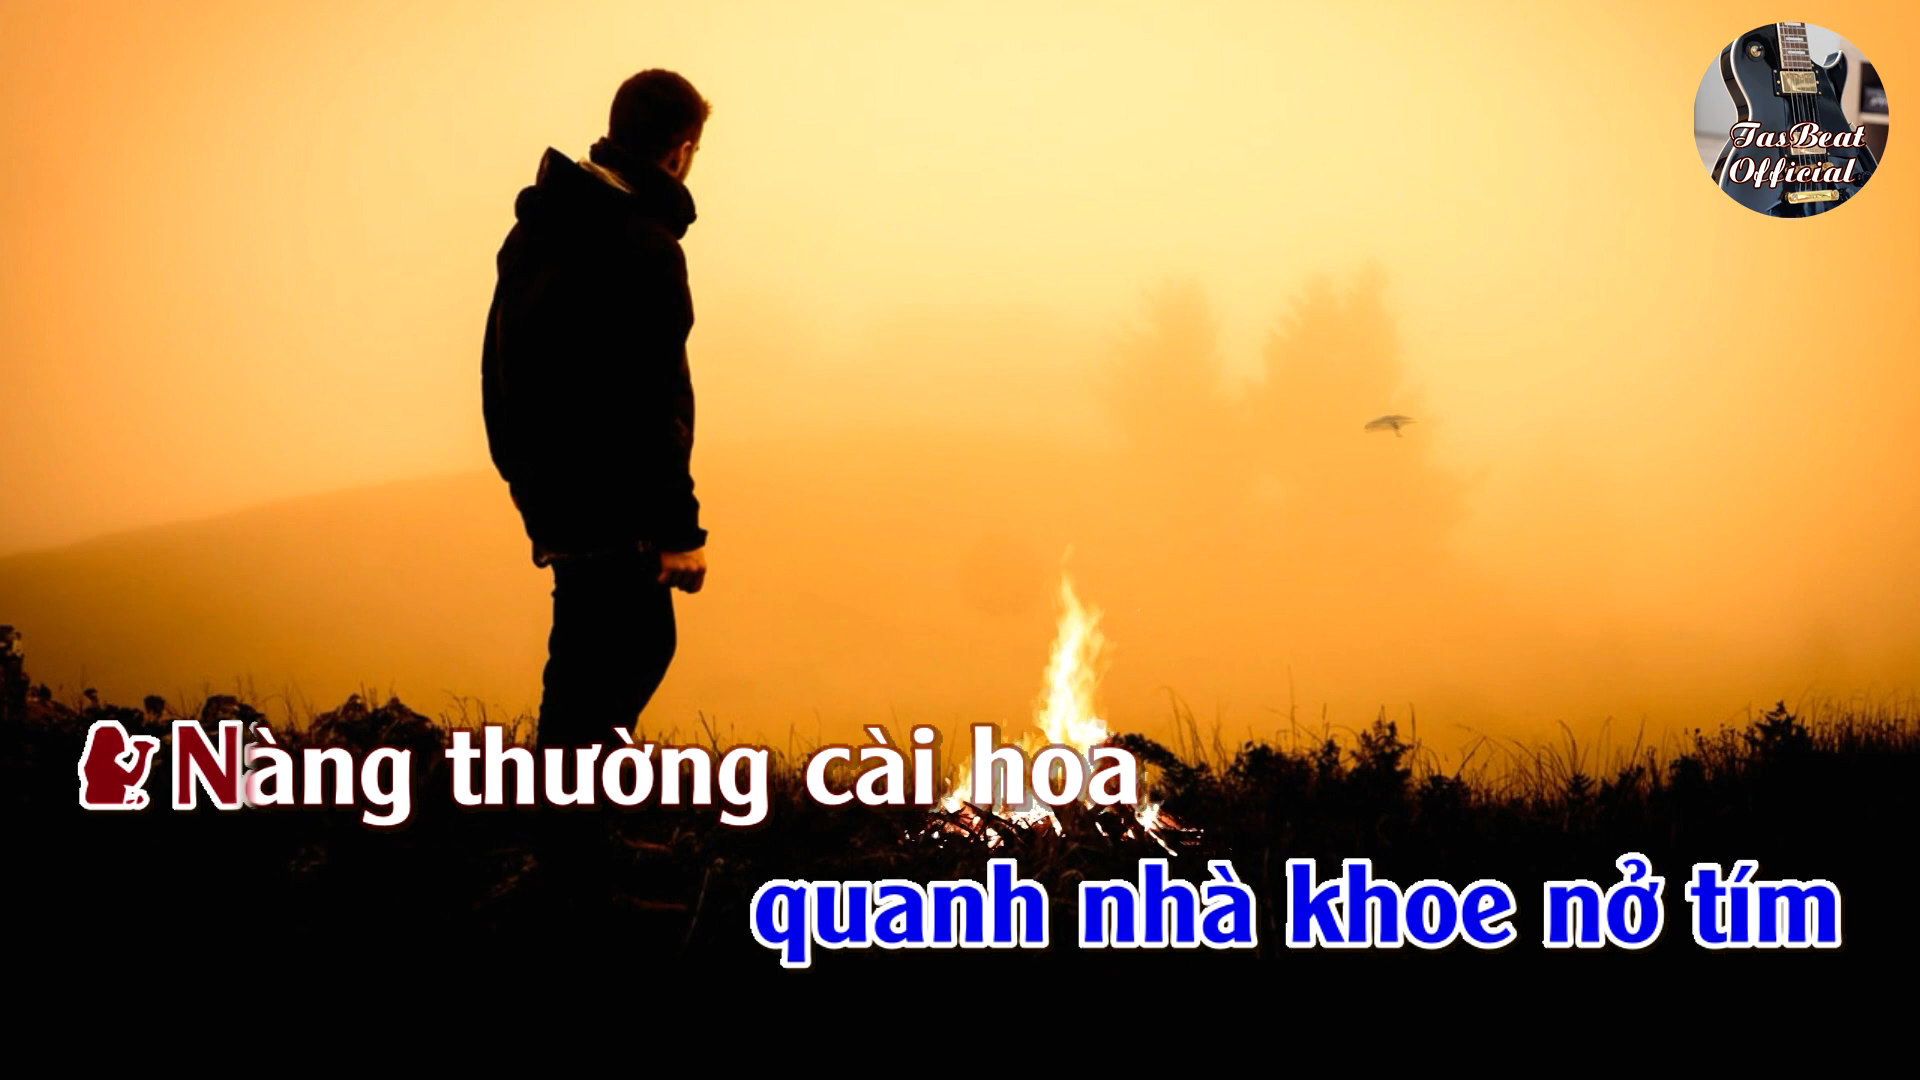 TasBeat
Official
Nàng thường cài hoa
quanh nhà khoe nở tím